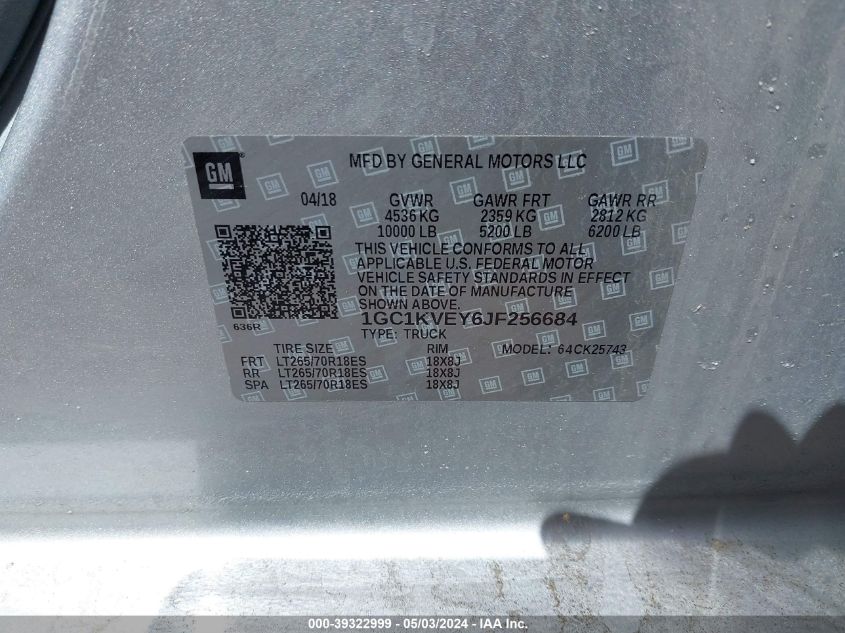 GM
MFD BY GENERAL MOTORS LLC
04/18 GVWR GAWR FRT GAWR RR
4536 KG 2359 KG 2812 KG
10000 LB 5200 LB 6200 LB
THIS VEHICLE CONFORMS TO ALL
APPLICABLE U.S. FEDERAL MOTOR
VEHICLE SAFETY STANDARDS IN EFFECT
ON THE DATE OF MANUFACTURE
SHOWN ABOVE.
636R
1GC1KVEY6JF256684
TYPE: TRUCK
TIRE SIZE RIM MODEL: 64CK25743
FRT LT265/70R18ES 18X8J
RR LT265/70R18ES 18X8J
SPA LT265/70R18ES 18X8J
000-39322999 - 05/03/2024 - IAA Inc.